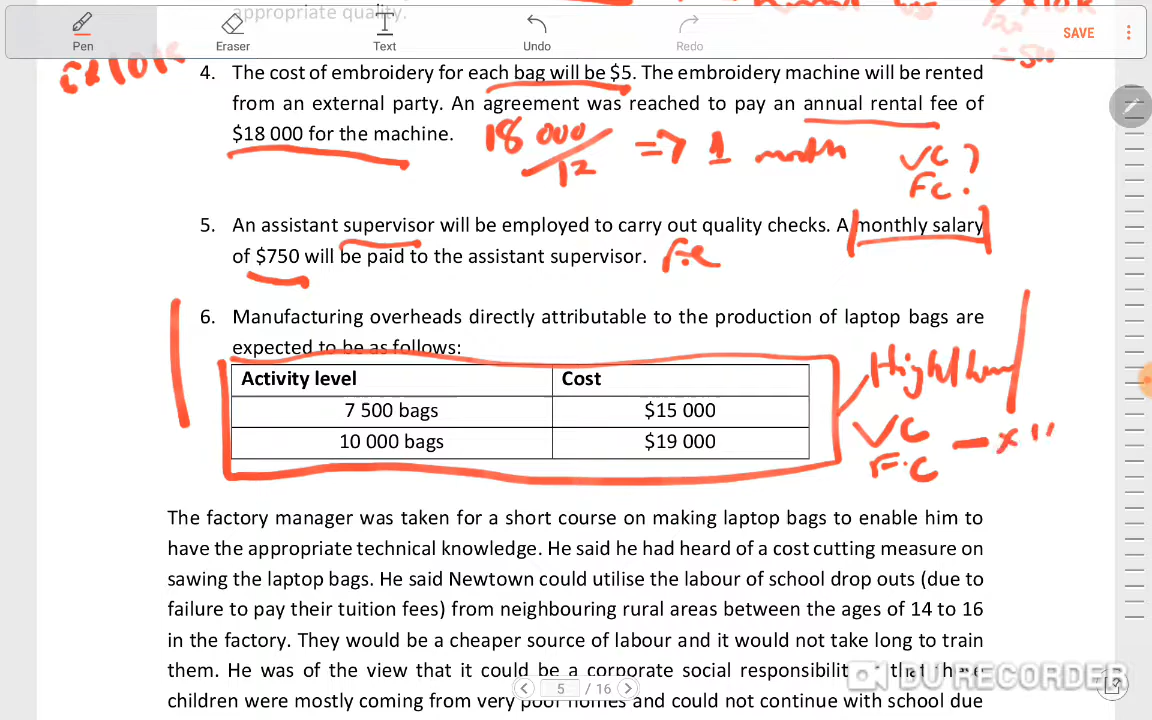 appropriate quality.
Pen
Eraser
Text
Undo
Redo
SAVE
4. The cost of embroidery for each bag will be $5. The embroidery machine will be rented
from an external party. An agreement was reached to pay an annual rental fee of
$18 000 for the machine.
18 000/12 => 1 month
VC ?
FC .
5. An assistant supervisor will be employed to carry out quality checks. A monthly salary
of $750 will be paid to the assistant supervisor.
F.C
6. Manufacturing overheads directly attributable to the production of laptop bags are
expected to be as follows:
Activity level Cost
7 500 bags $15 000
10 000 bags $19 000
High/low
VC
F.C
The factory manager was taken for a short course on making laptop bags to enable him to
have the appropriate technical knowledge. He said he had heard of a cost cutting measure on
sawing the laptop bags. He said Newtown could utilise the labour of school drop outs (due to
failure to pay their tuition fees) from neighbouring rural areas between the ages of 14 to 16
in the factory. They would be a cheaper source of labour and it would not take long to train
them. He was of the view that it could be a corporate social responsibilit these
DU RECORDER
5 / 16
children were mostly coming from very poor homes and could not continue with school due